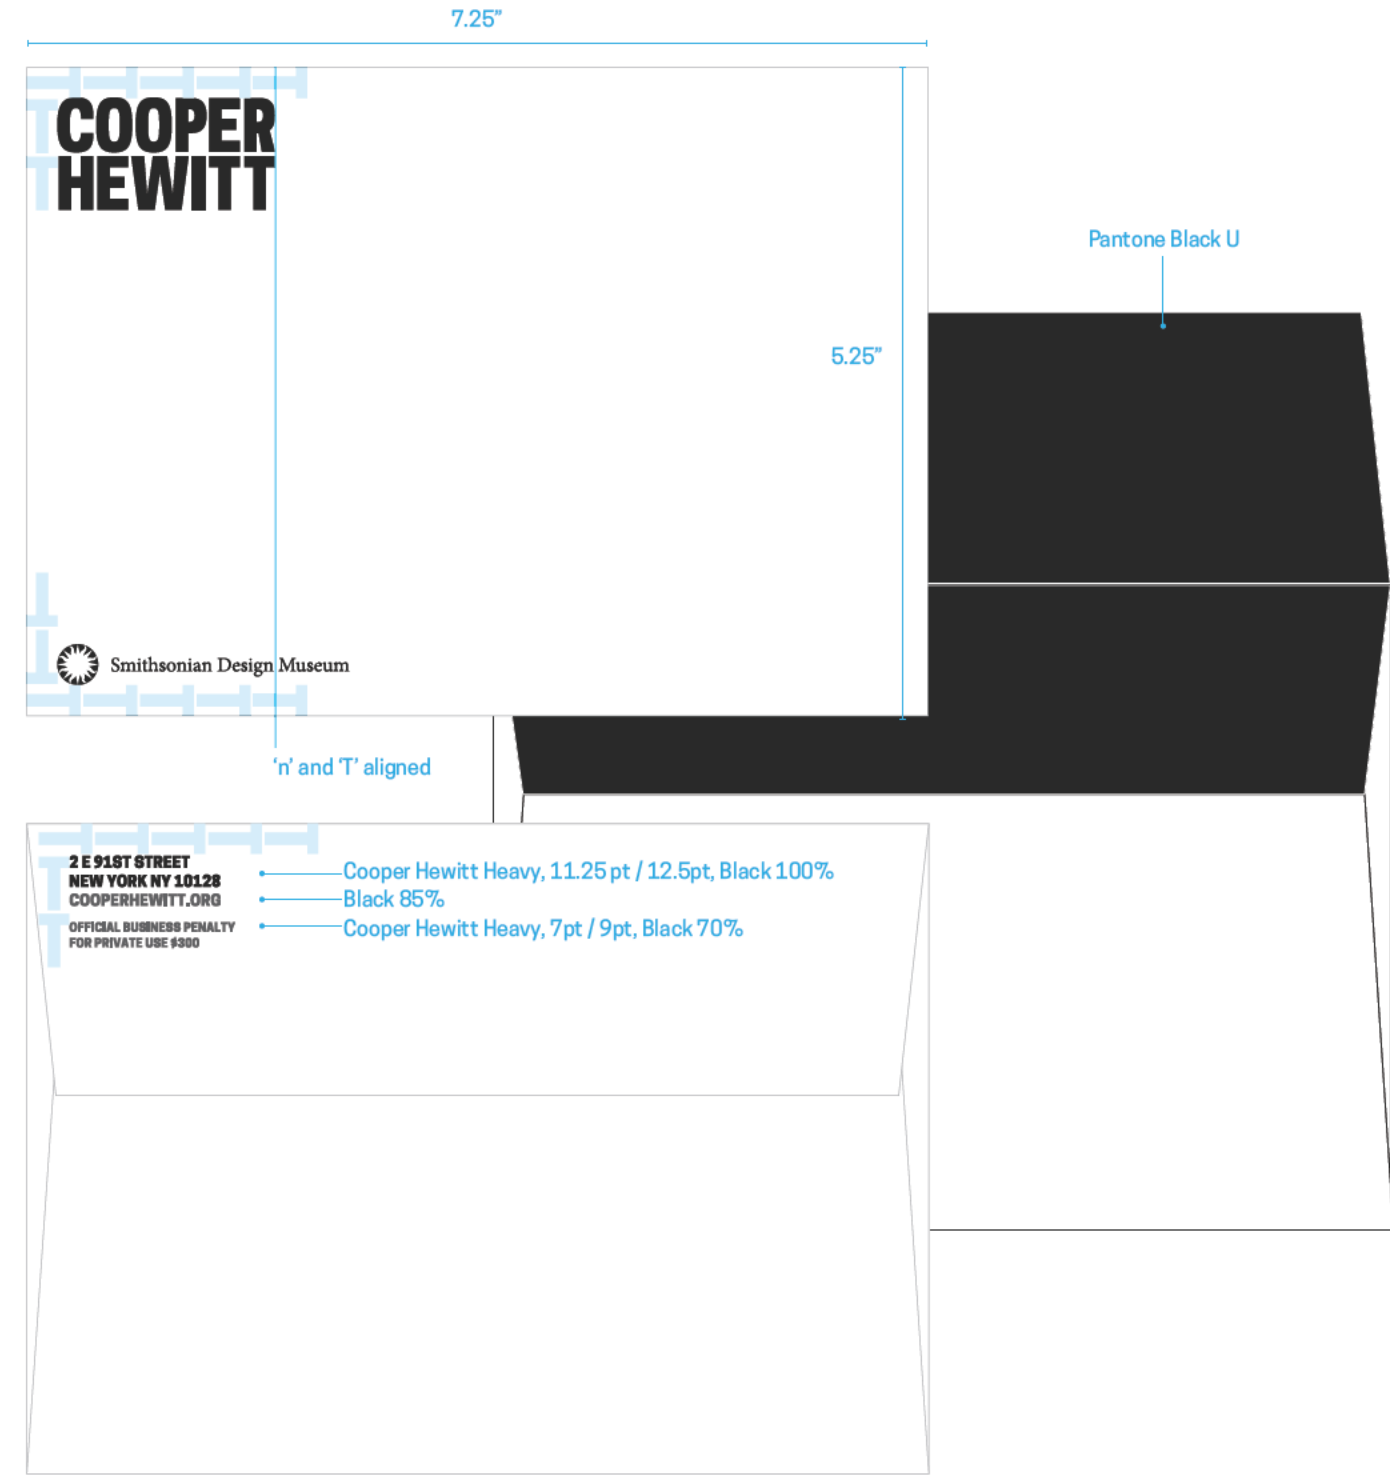 7.25”
COOPER
HEWITT
Pantone Black U
5.25”
Smithsonian Design Museum
‘n’ and ‘T’ aligned
2 E 91ST STREET
NEW YORK NY 10128
COOPERHEWITT.ORG
OFFICIAL BUSINESS PENALTY
FOR PRIVATE USE $300
Cooper Hewitt Heavy, 11.25 pt / 12.5pt, Black 100%
Black 85%
Cooper Hewitt Heavy, 7pt / 9pt, Black 70%